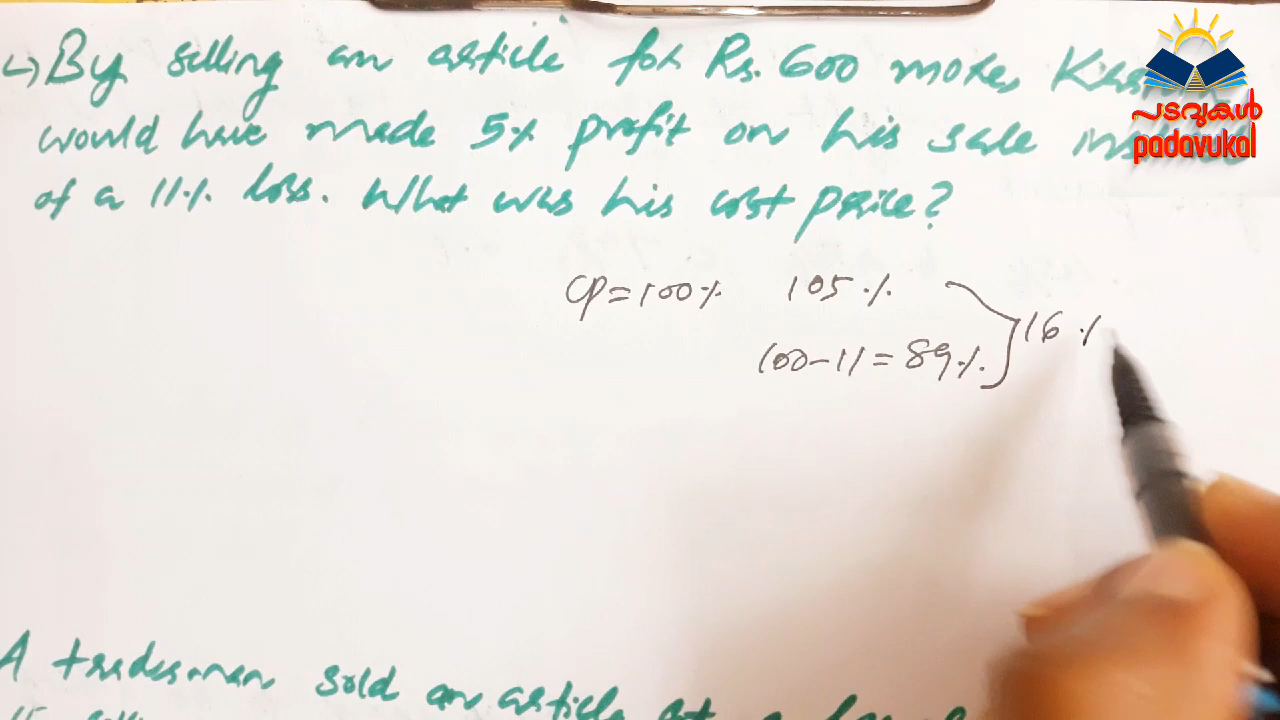 ↳ By selling an article for Rs. 600 more,
would have made 5% profit on his sale
of a 11% loss. What was his cost price?
പടവുകൾ
padavukal
CP = 100% 105%
100-11 = 89%
16%
A tradesman sold an article at a
15